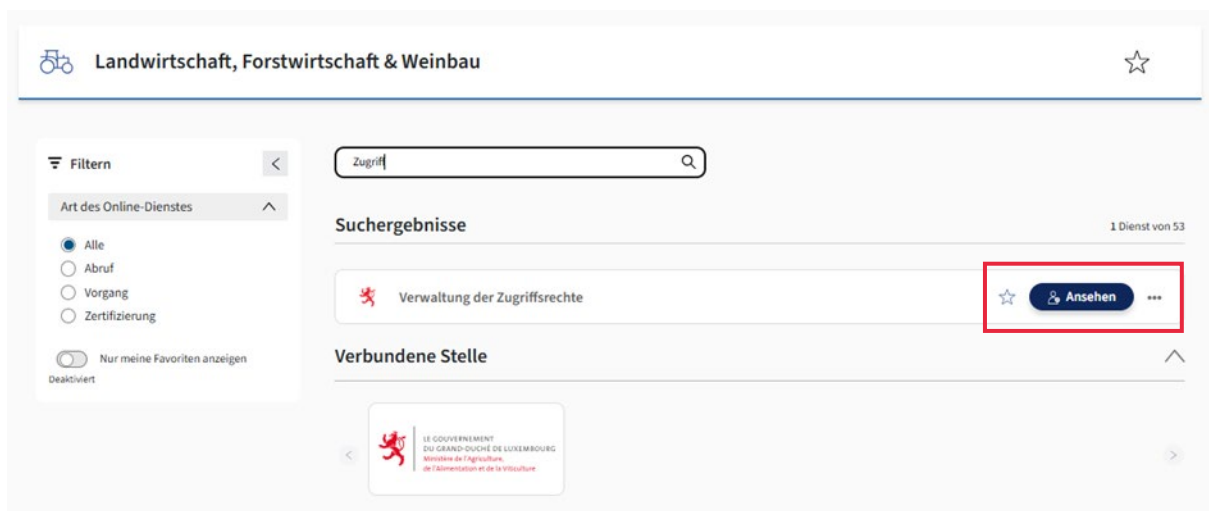 Landwirtschaft, Forstwirtschaft & Weinbau
Filtern
Art des Online-Dienstes
Alle
Abruf
Vorgang
Zertifizierung
Nur meine Favoriten anzeigen
Deaktiviert
Zugriff
Suchergebnisse
1 Dienst von 53
Verwaltung der Zugriffsrechte
Ansehen
Verbundene Stelle
LE GOUVERNEMENT
DU GRAND-DUCHÉ DE LUXEMBOURG
Ministère de l'Agriculture,
de l'Alimentation et de la Viticulture